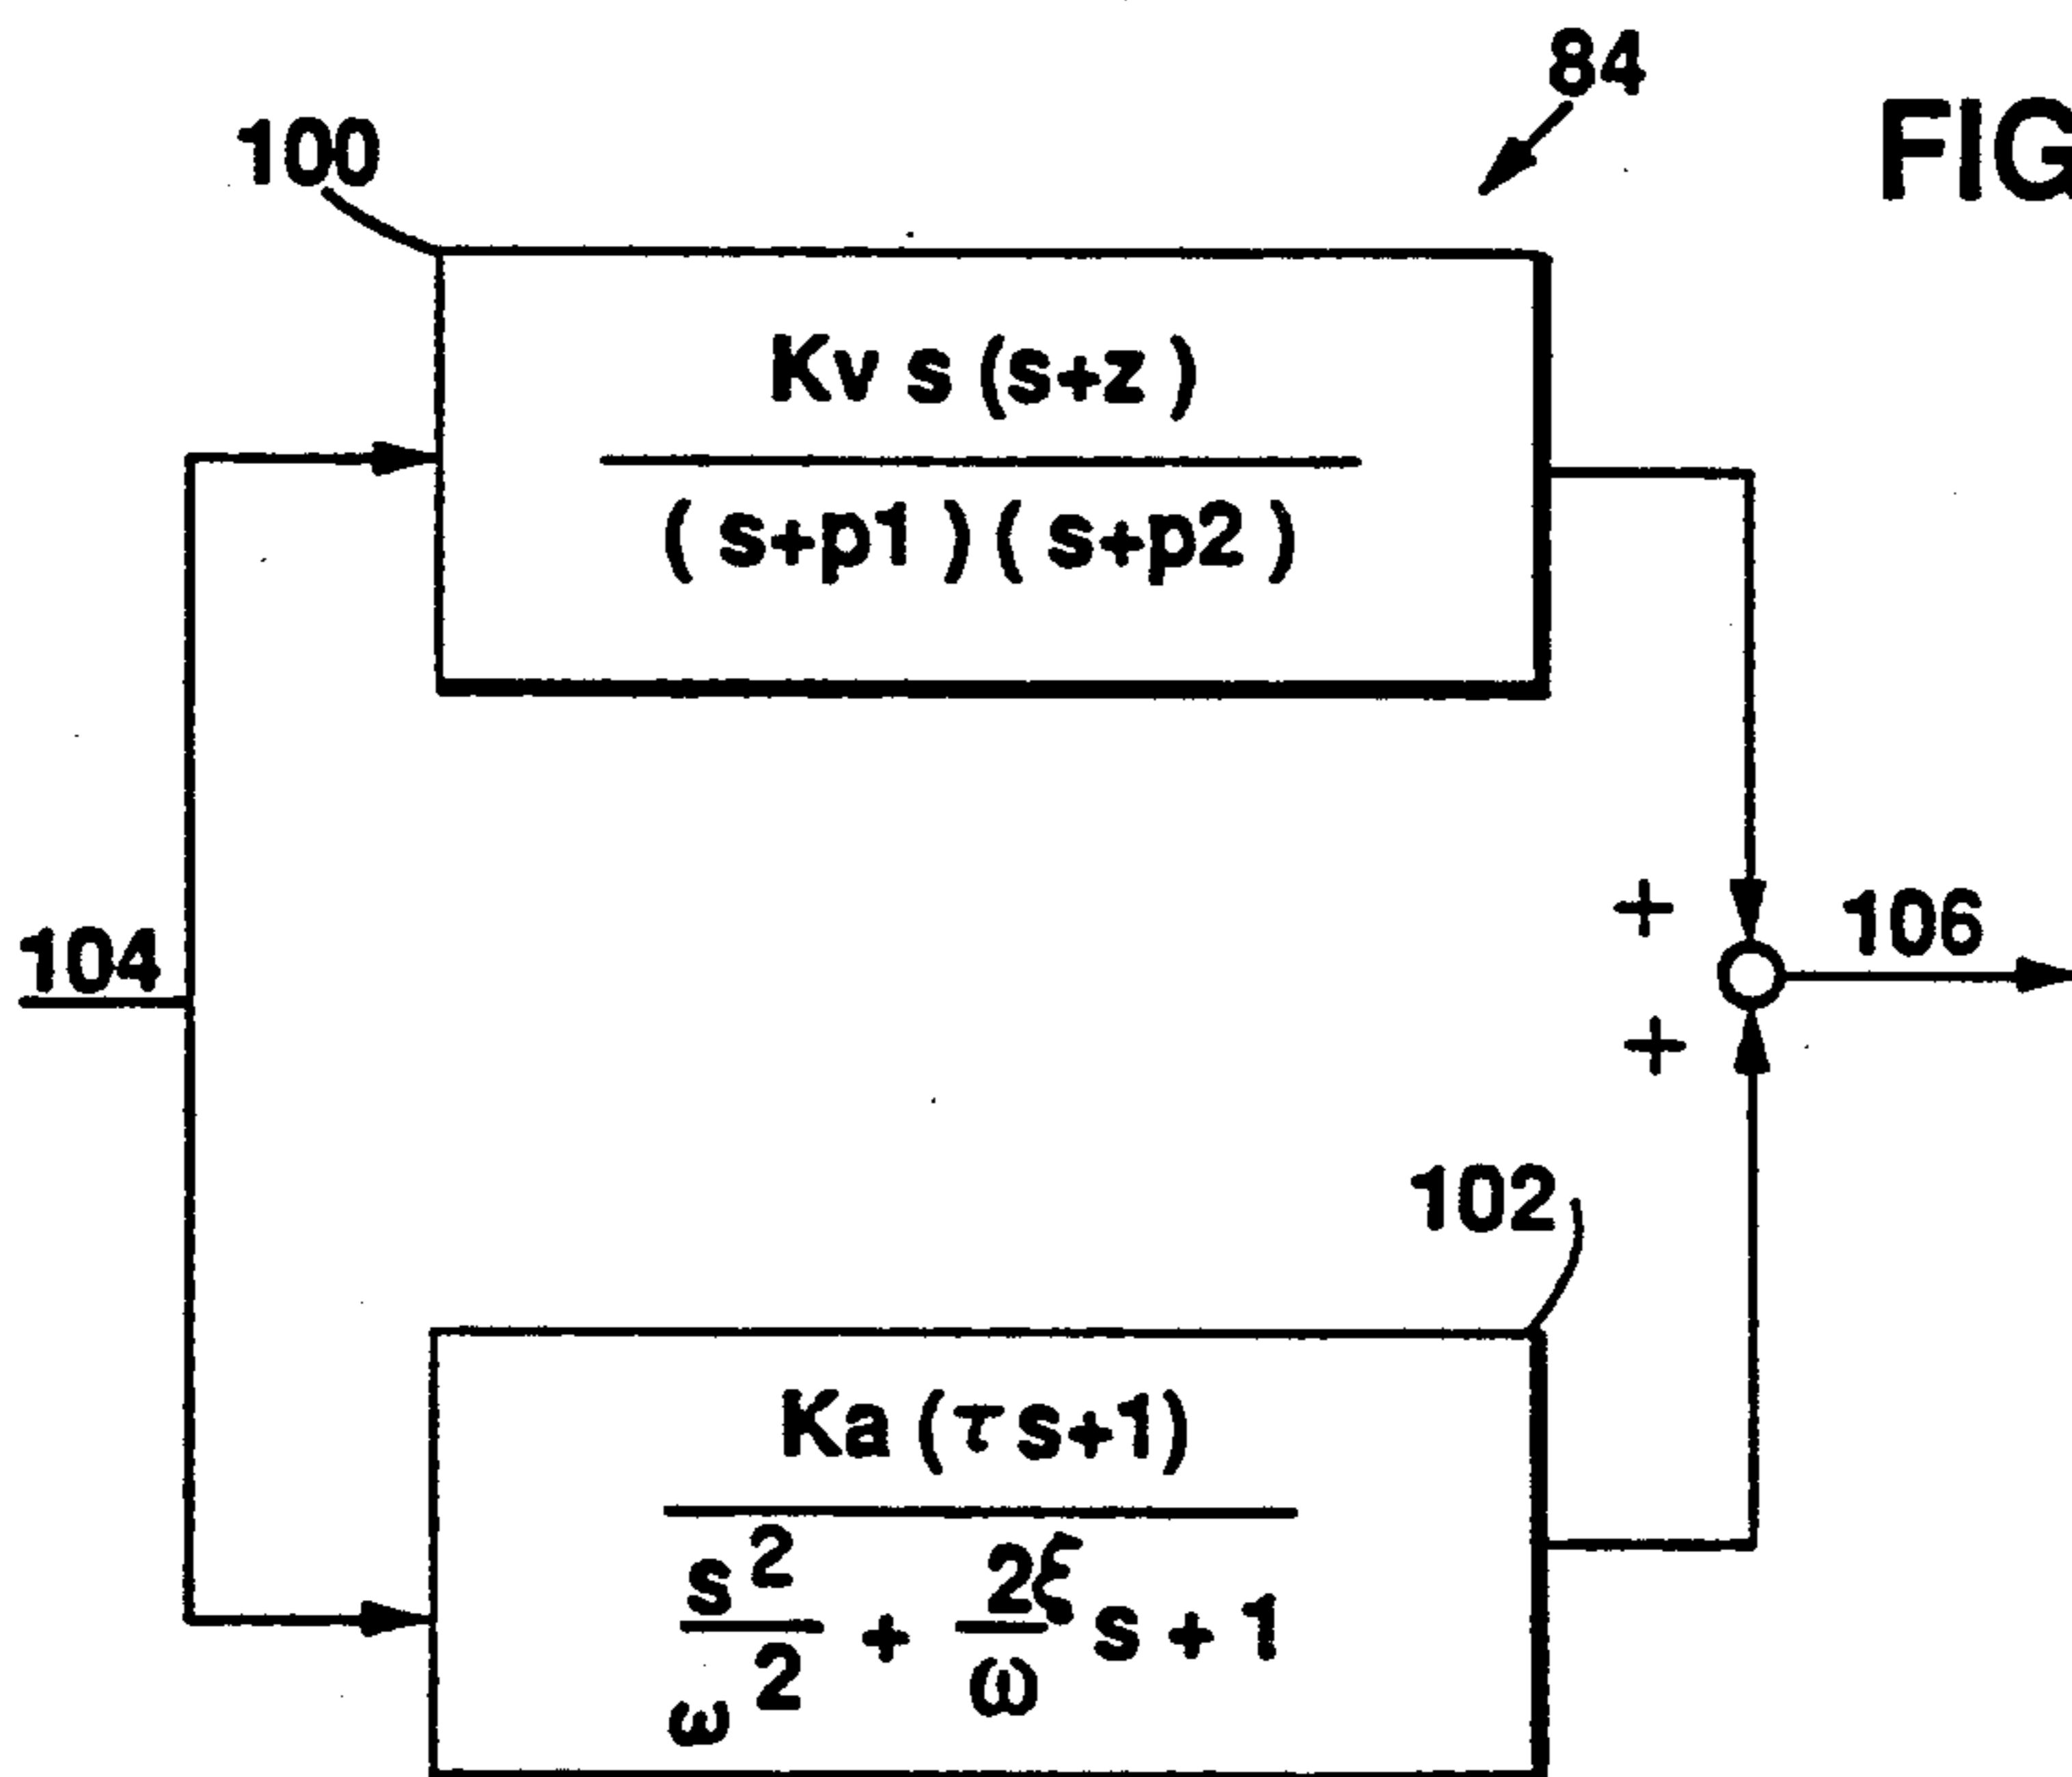 84
FIG
100
Kv s (s+z)
(s+p1)(s+p2)
104
+
106
+
102
Ka (τs+1)
s² 2ξ
+ s + 1
ω² ω